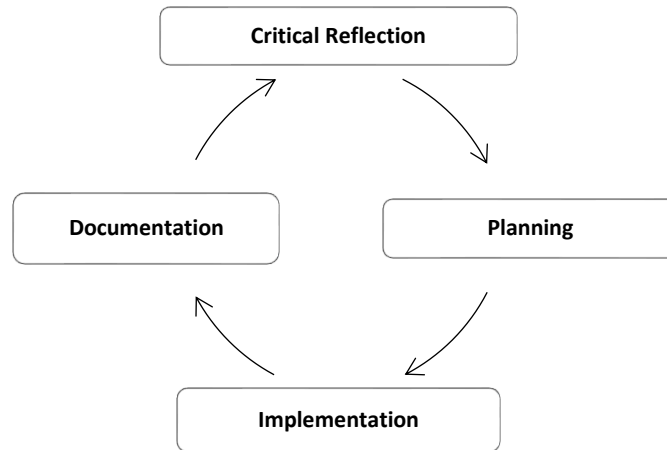 Critical Reflection
Documentation
Planning
Implementation